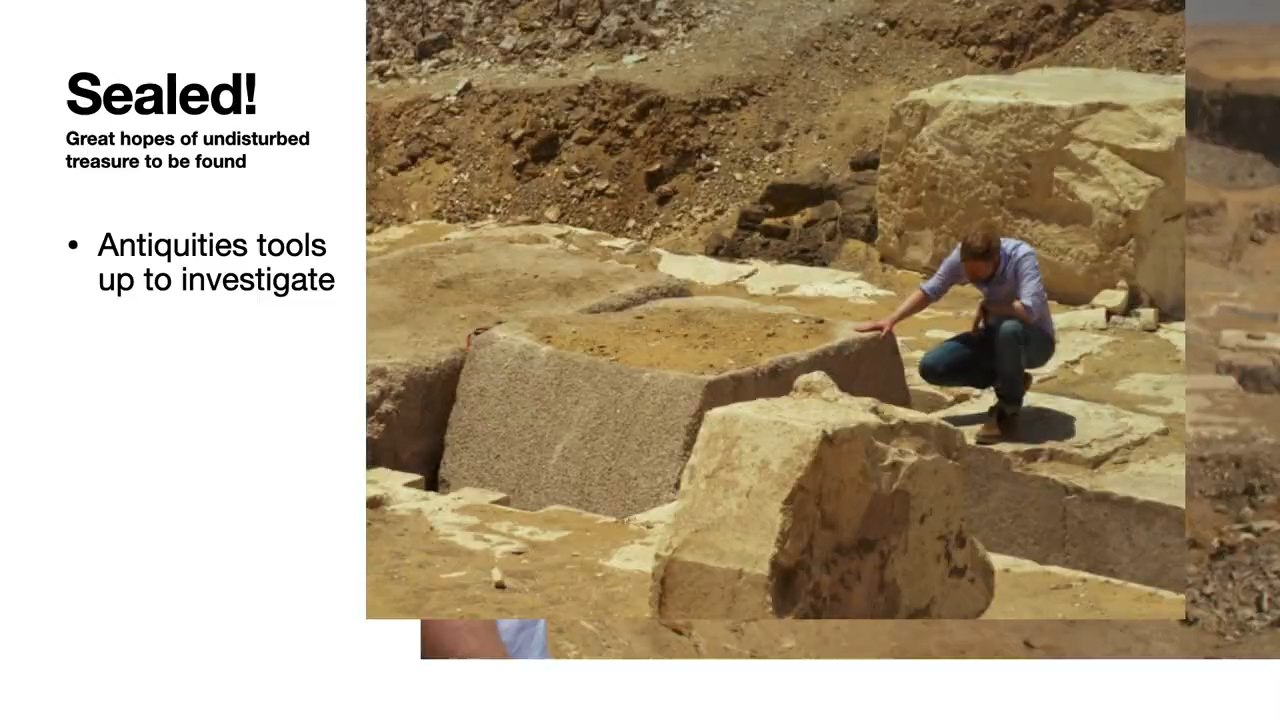 Sealed!
Great hopes of undisturbed
treasure to be found
• Antiquities tools
up to investigate